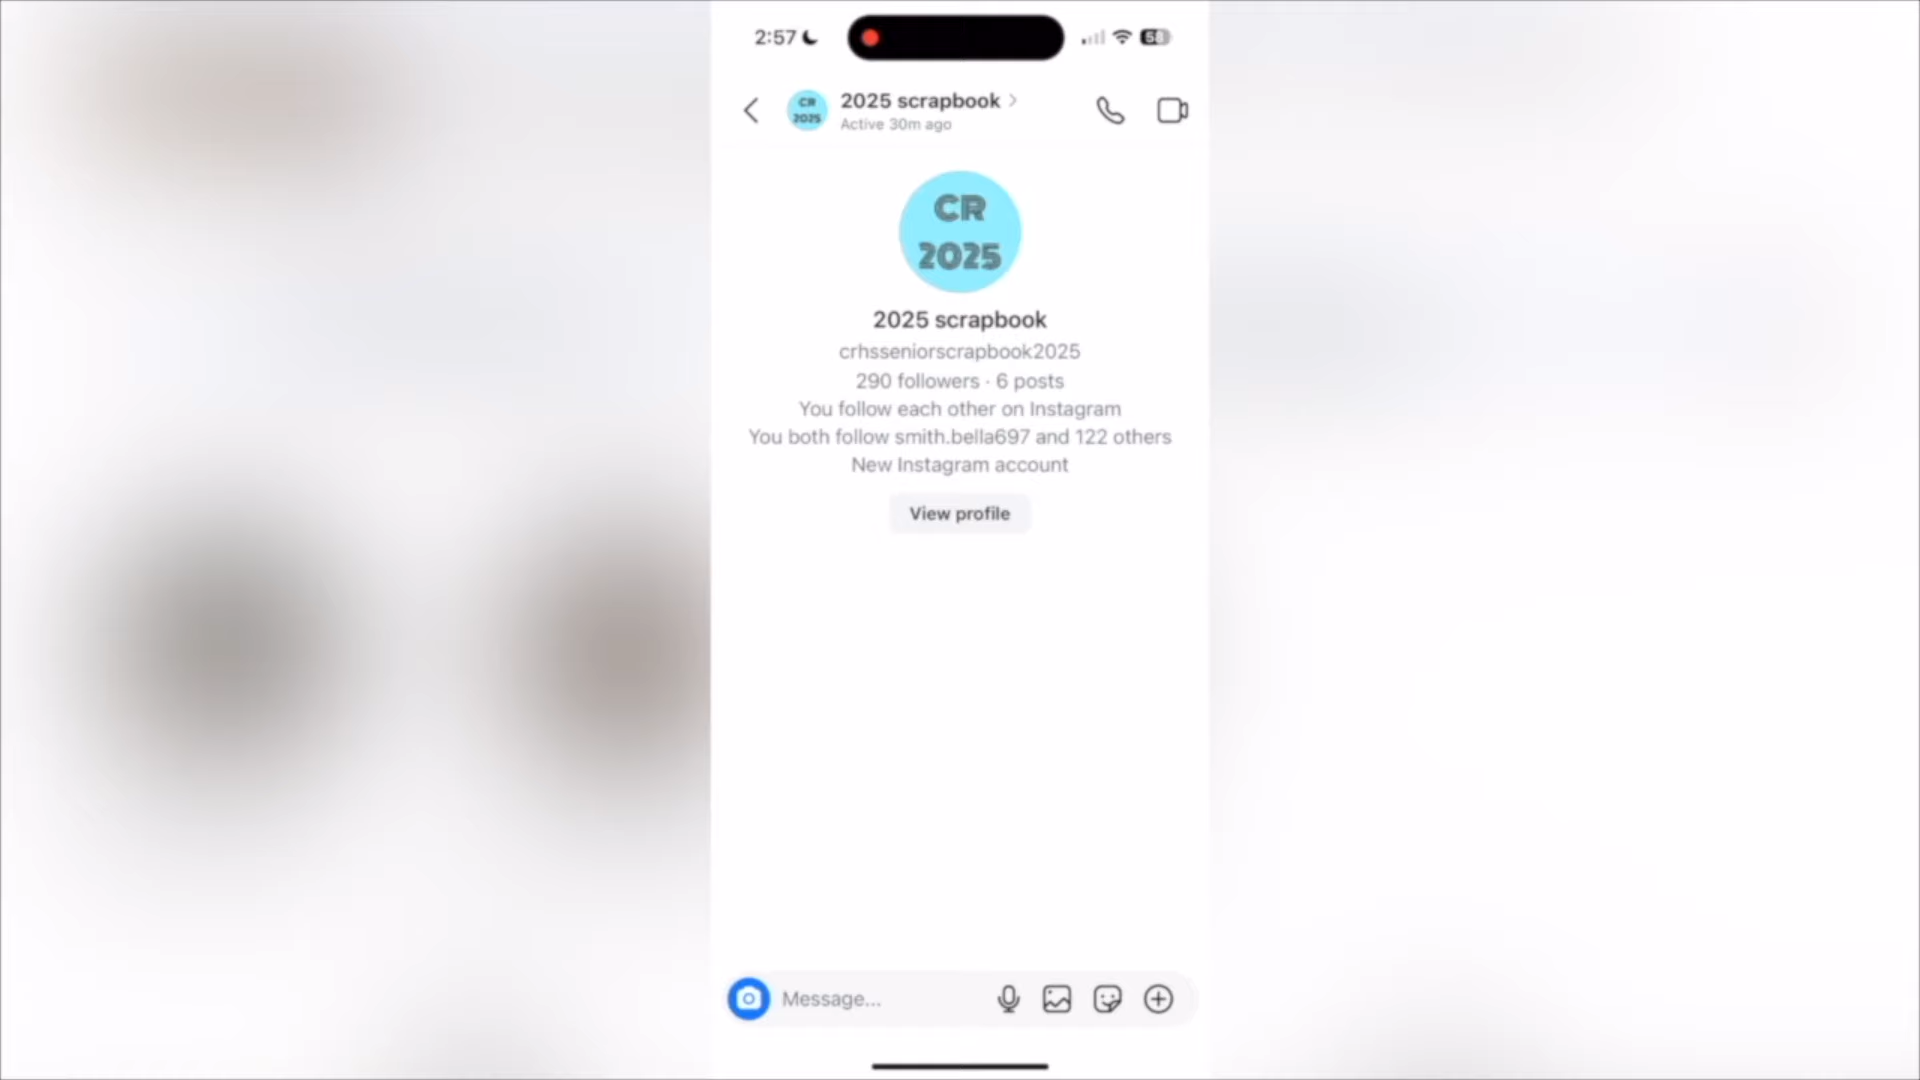 2:57
58
CR
2025
2025 scrapbook
Active 30m ago
CR
2025
2025 scrapbook
crhsseniorscrapbook2025
290 followers · 6 posts
You follow each other on Instagram
You both follow smith.bella697 and 122 others
New Instagram account
View profile
Message...